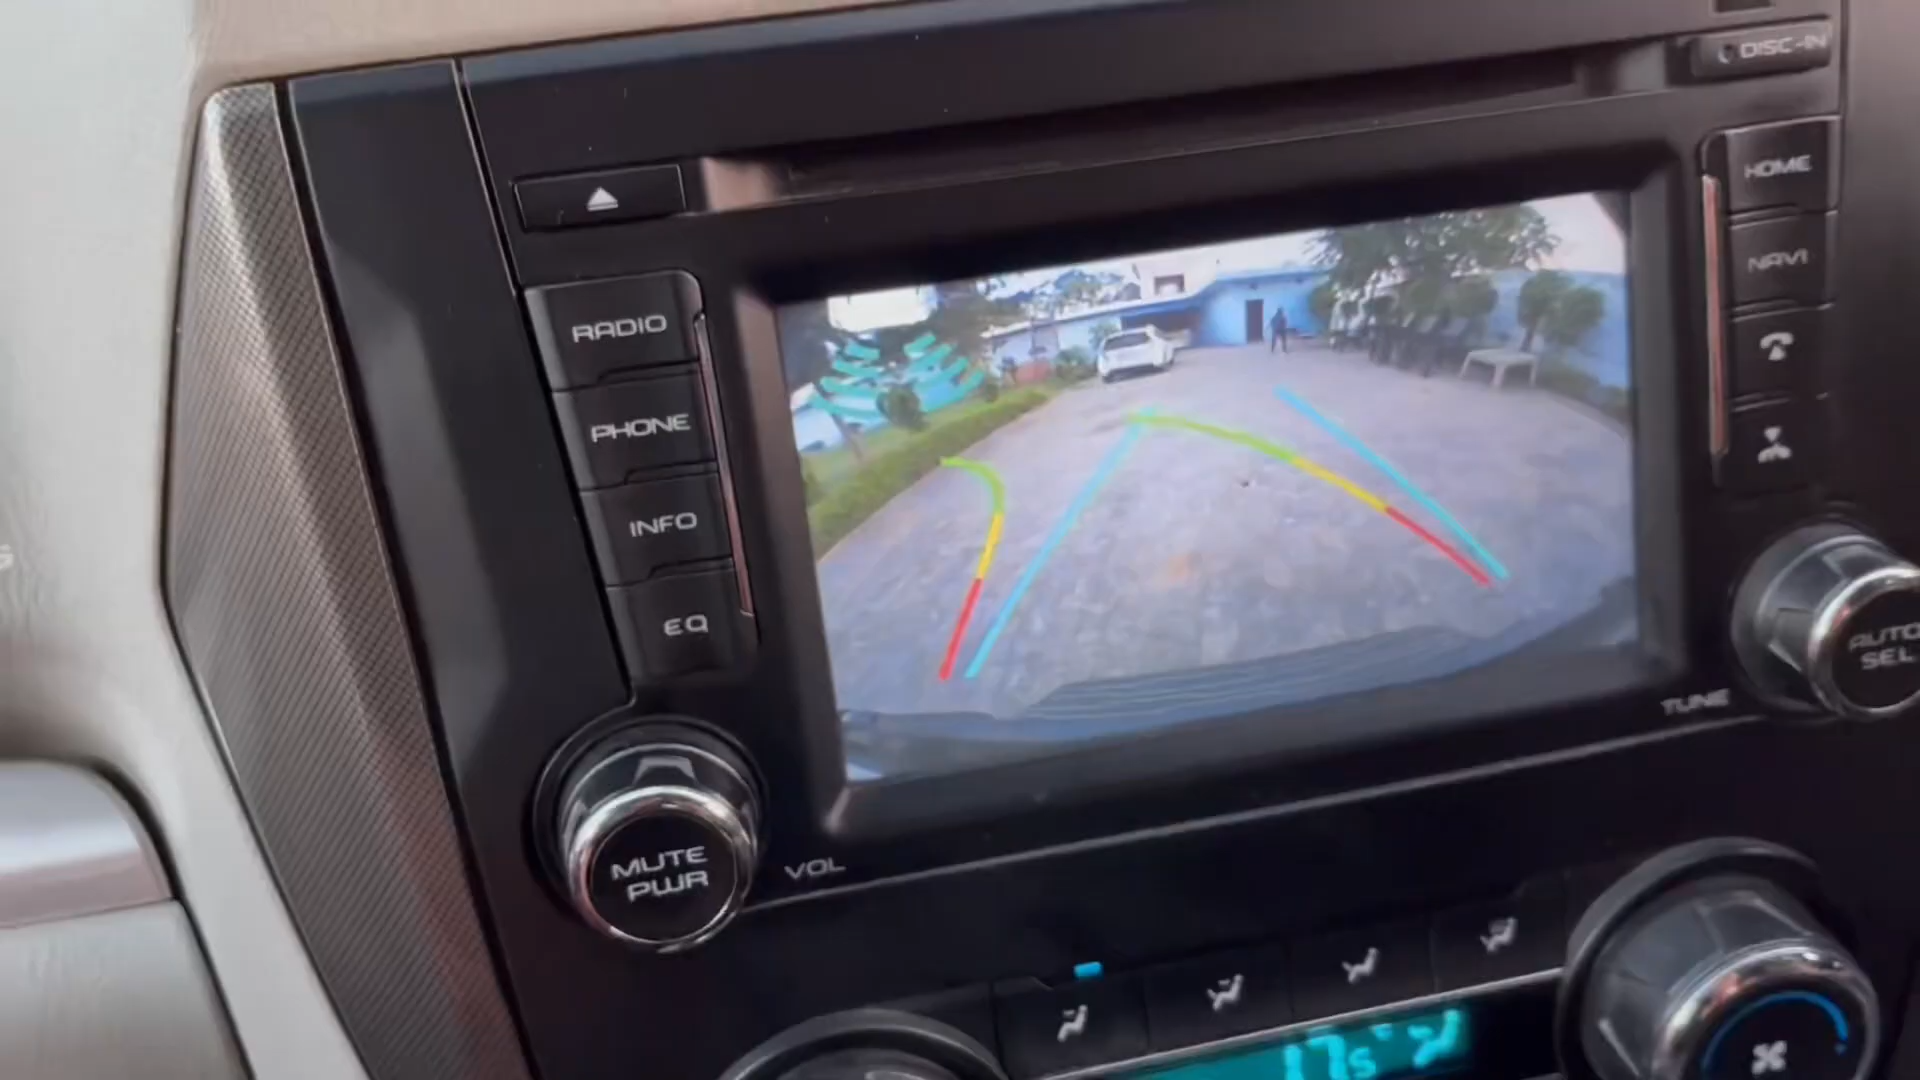 DISC-IN
HOME
NAVI
RADIO
PHONE
INFO
EQ
AUTO
SEL
TUNE
MUTE
PWR
VOL